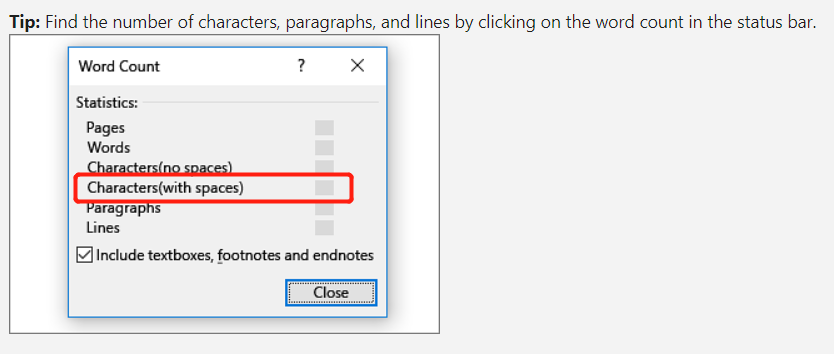 Tip: Find the number of characters, paragraphs, and lines by clicking on the word count in the status bar.
Word Count ? ×
Statistics:
Pages
Words
Characters(no spaces)
Characters(with spaces)
Paragraphs
Lines
Include textboxes, footnotes and endnotes
Close